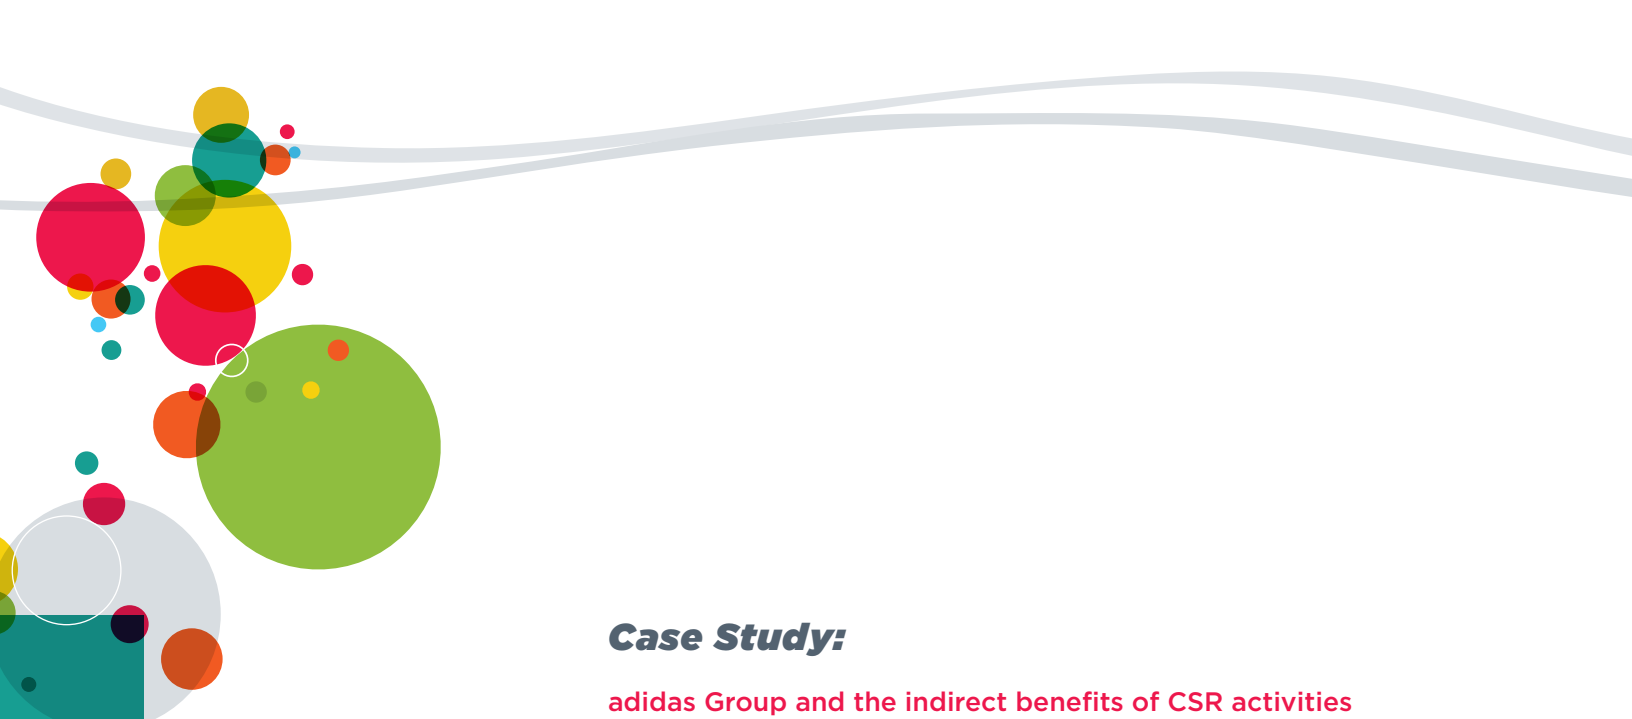 Case Study:
adidas Group and the indirect benefits of CSR activities